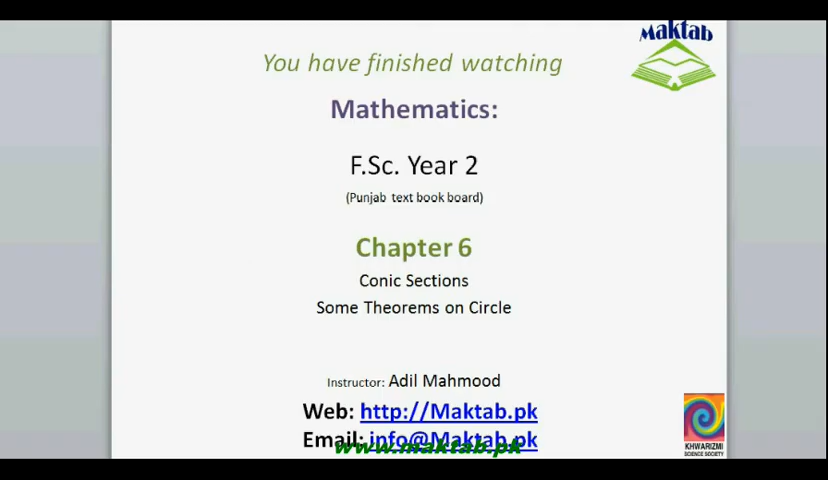 Maktab
You have finished watching
Mathematics:
F.Sc. Year 2
(Punjab text book board)
Chapter 6
Conic Sections
Some Theorems on Circle
Instructor: Adil Mahmood
Web: http://Maktab.pk
Email: info@Maktab.pk
www.maktab.pk
KHWARIZMI
SCIENCE SOCIETY